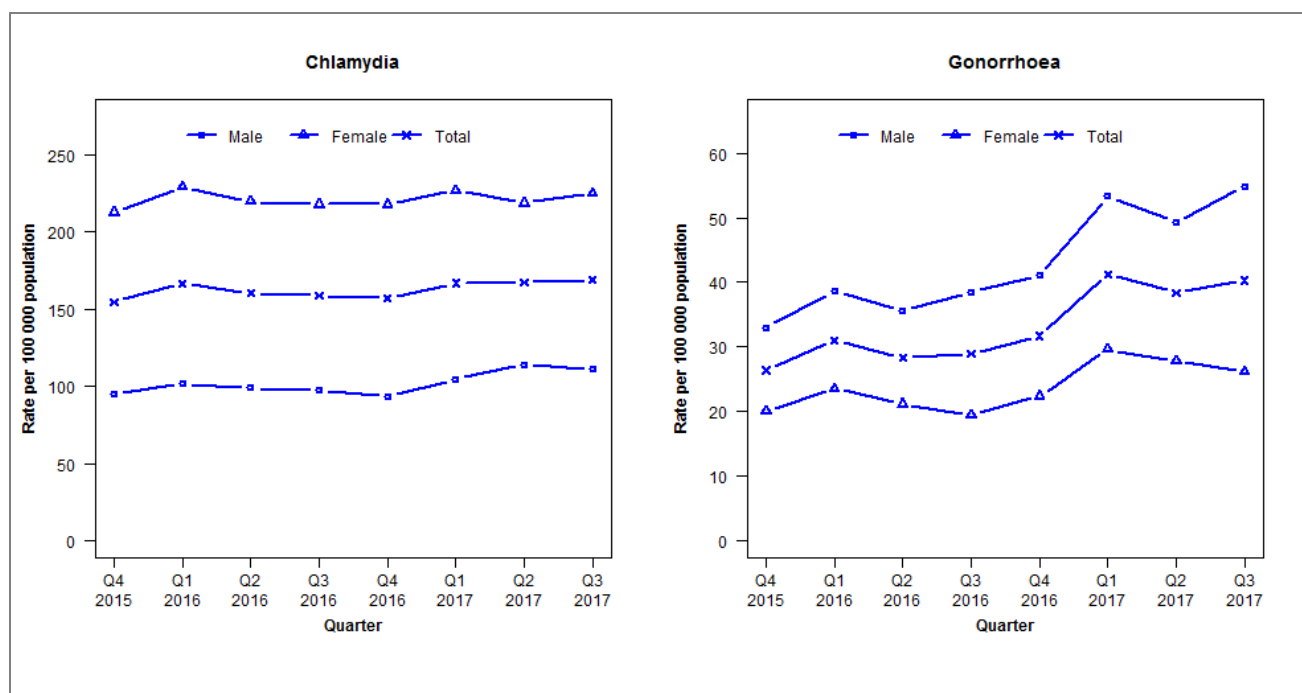 Chlamydia
Male Female Total
250
200
150
100
50
0
Rate per 100 000 population
Q4 Q1 Q2 Q3 Q4 Q1 Q2 Q3
2015 2016 2016 2016 2016 2017 2017 2017
Quarter
Gonorrhoea
Male Female Total
60
50
40
30
20
10
0
Rate per 100 000 population
Q4 Q1 Q2 Q3 Q4 Q1 Q2 Q3
2015 2016 2016 2016 2016 2017 2017 2017
Quarter